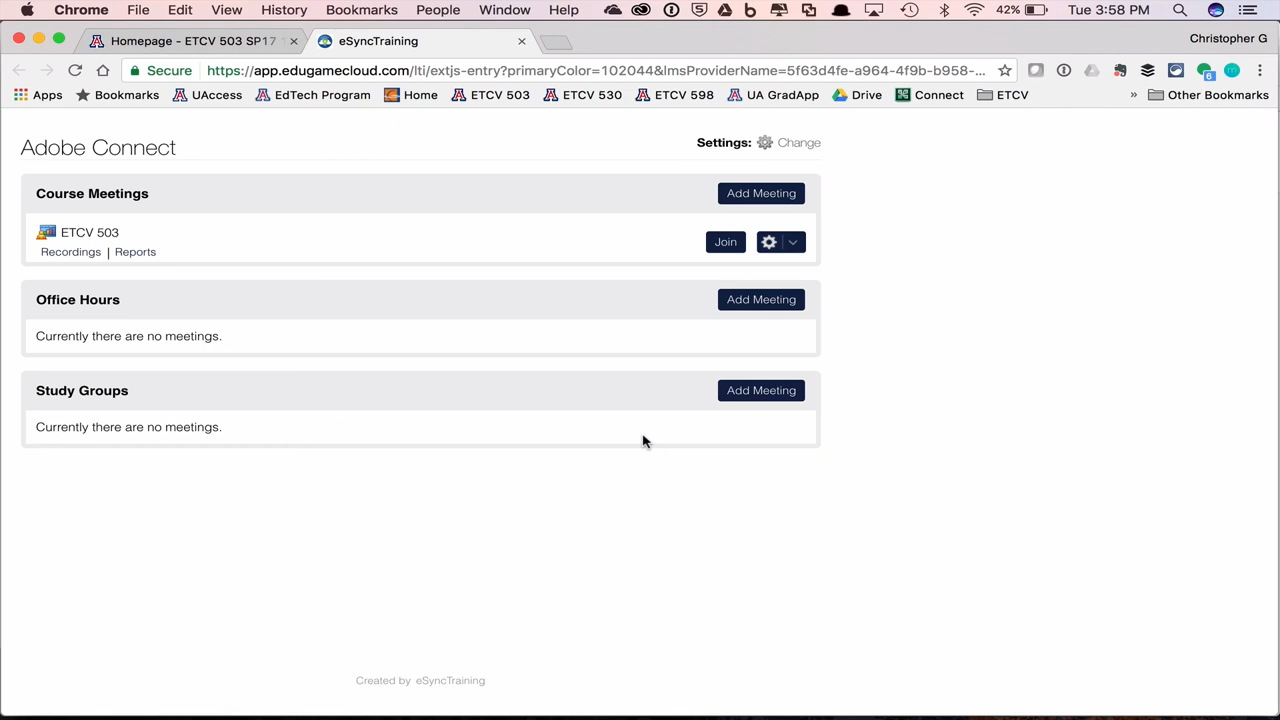 Chrome File Edit View History Bookmarks People Window Help 42% Tue 3:58 PM
Homepage - ETCV 503 SP17 eSyncTraining Christopher G
Secure https://app.edugamecloud.com/lti/extjs-entry?primaryColor=102044&lmsProviderName=5f63d4fe-a964-4f9b-b958-... 6
Apps Bookmarks UAccess EdTech Program Home ETCV 503 ETCV 530 ETCV 598 UA GradApp Drive Connect ETCV » Other Bookmarks
Adobe Connect Settings: Change
Course Meetings Add Meeting
ETCV 503
Recordings | Reports Join
Office Hours Add Meeting
Currently there are no meetings.
Study Groups Add Meeting
Currently there are no meetings.
Created by eSyncTraining